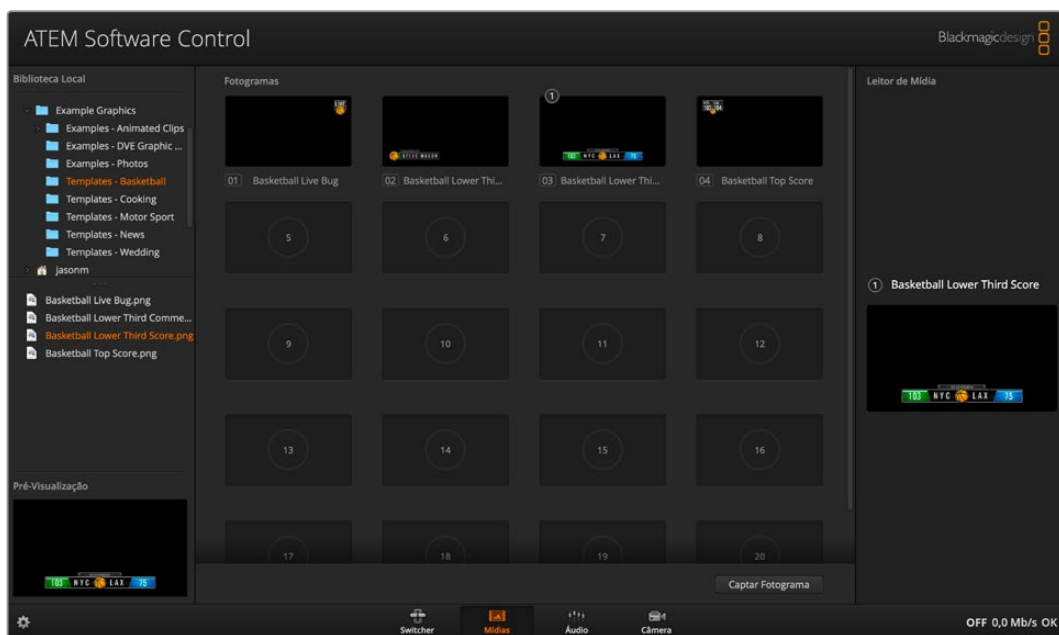 ATEM Software Control
Blackmagicdesign
Biblioteca Local
Example Graphics
Examples - Animated Clips
Examples - DVE Graphic ...
Examples - Photos
Templates - Basketball
Templates - Cooking
Templates - Motor Sport
Templates - News
Templates - Wedding
jasonm
Basketball Live Bug.png
Basketball Lower Third Comme...
Basketball Lower Third Score.png
Basketball Top Score.png
Pré-Visualização
103 NYC LAX 75
Fotogramas
LIVE
STEVE MASON
1
103 NYC LAX 75
103 104
01 Basketball Live Bug
02 Basketball Lower Thi...
03 Basketball Lower Thi...
04 Basketball Top Score
5 6 7 8
9 10 11 12
13 14 15 16
17 18 19 20
Captar Fotograma
Leitor de Mídia
1 Basketball Lower Third Score
103 NYC LAX 75
Switcher
Mídias
Áudio
Câmera
OFF 0,0 Mb/s OK